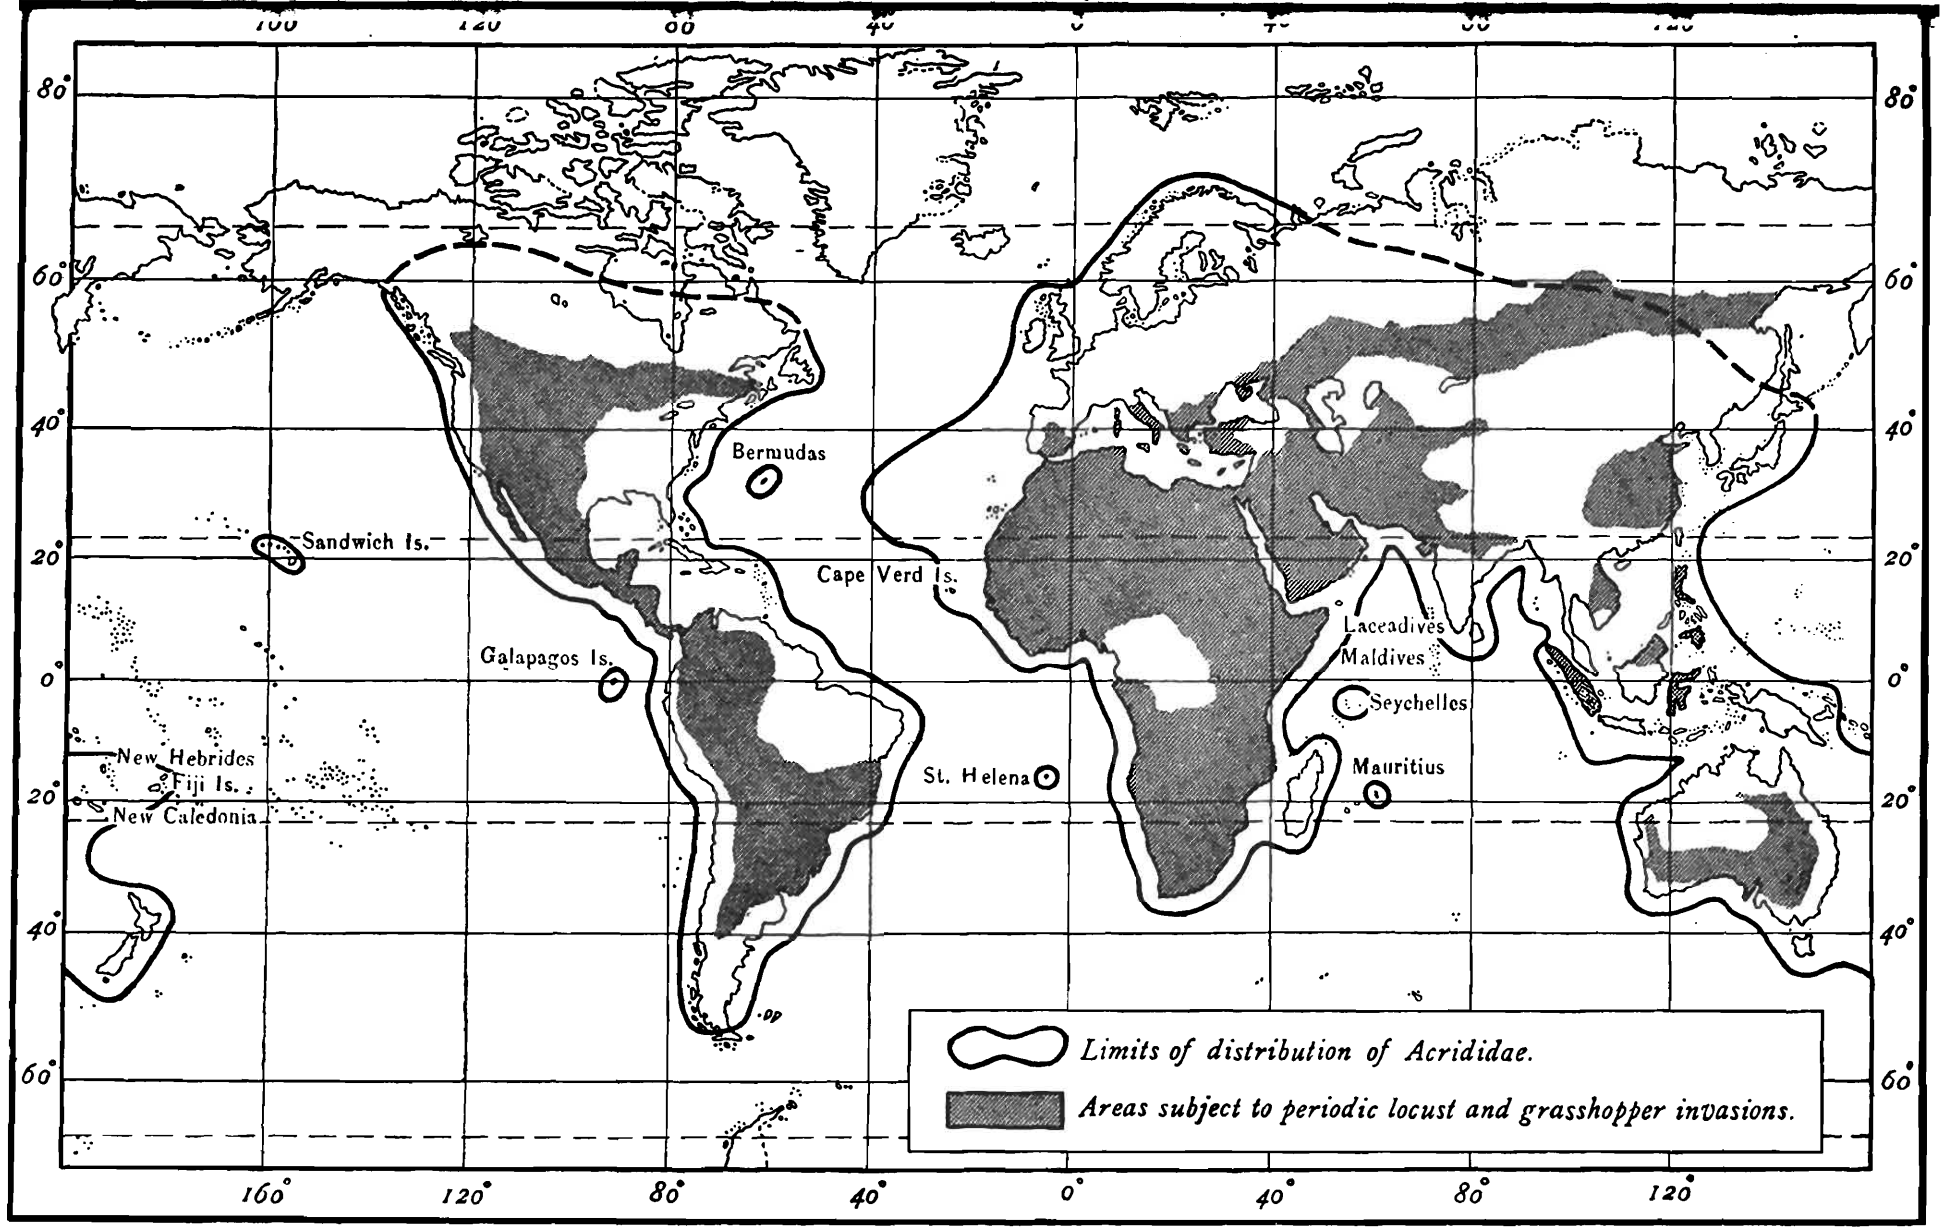 80° 80°
60° 60°
40° 40°
Bermudas
Sandwich Is.
20° 20°
Cape Verd Is.
Laccadives
Galapagos Is.
Maldives
0° 0°
Seychelles
New Hebrides
St. Helena
Mauritius
Fiji Is.
20° 20°
New Caledonia
40° 40°
Limits of distribution of Acrididae.
60° 60°
Areas subject to periodic locust and grasshopper invasions.
160° 120° 80° 40° 0° 40° 80° 120°